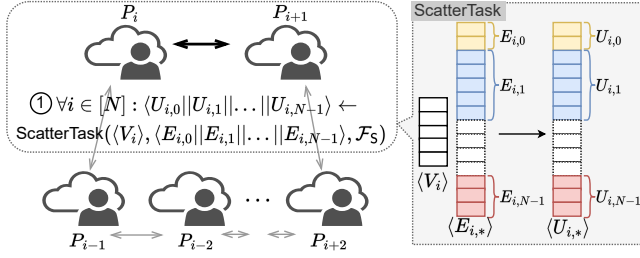 P_i
P_{i+1}
① ∀i ∈ [N] : ⟨U_{i,0}||U_{i,1}||...||U_{i,N−1}⟩ ←
ScatterTask(⟨V_i⟩, ⟨E_{i,0}||E_{i,1}||...||E_{i,N−1}⟩, F_S)
P_{i−1}
P_{i−2}
...
P_{i+2}
ScatterTask
E_{i,0}
U_{i,0}
E_{i,1}
U_{i,1}
⟨V_i⟩
E_{i,N−1}
U_{i,N−1}
⟨E_{i,*}⟩
⟨U_{i,*}⟩